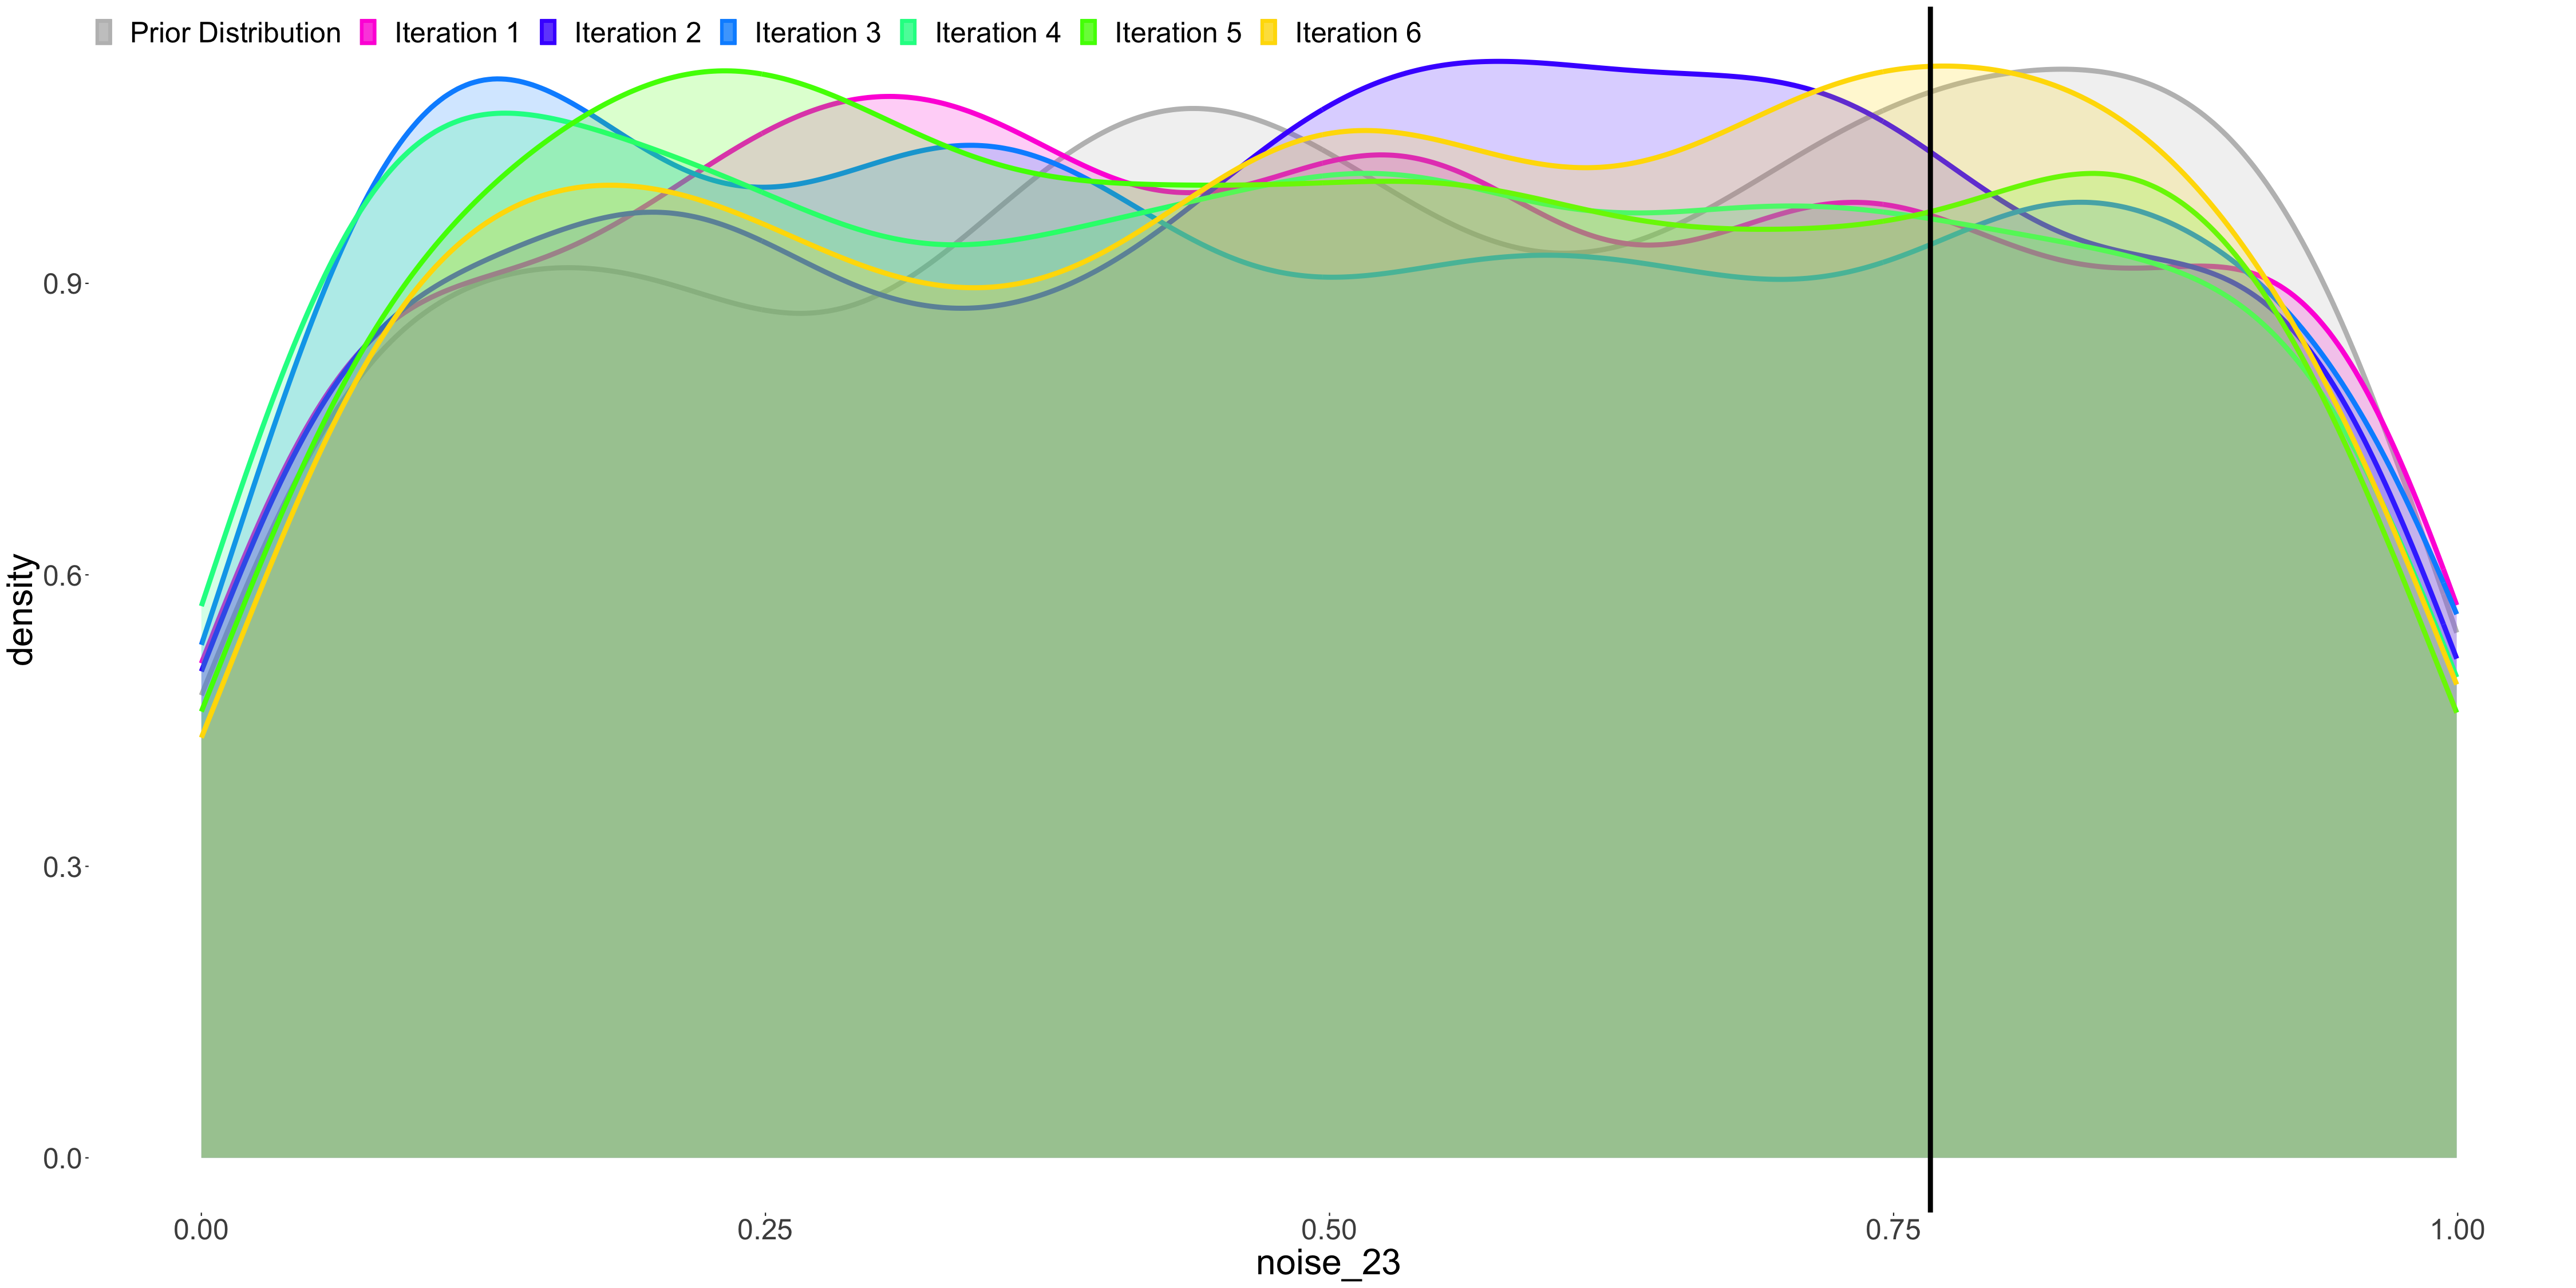 Prior Distribution Iteration 1 Iteration 2 Iteration 3 Iteration 4 Iteration 5 Iteration 6
density
0.9
0.6
0.3
0.0
0.00 0.25 0.50 0.75 1.00
noise_23